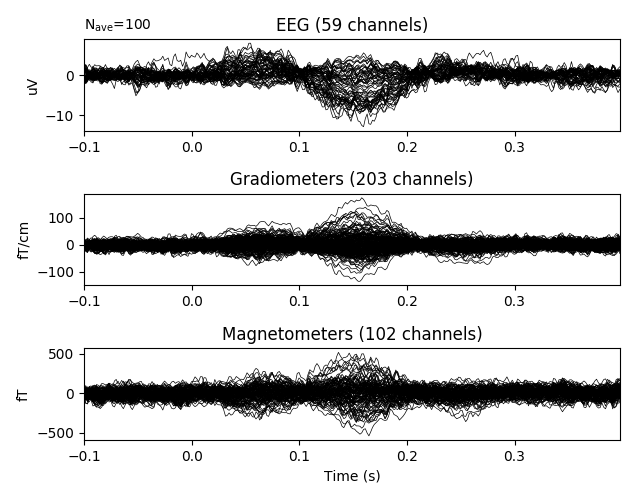 Nave=100
EEG (59 channels)
uV
0
−10
−0.1 0.0 0.1 0.2 0.3
Gradiometers (203 channels)
fT/cm
100
0
−100
−0.1 0.0 0.1 0.2 0.3
Magnetometers (102 channels)
fT
500
0
−500
−0.1 0.0 0.1 0.2 0.3
Time (s)